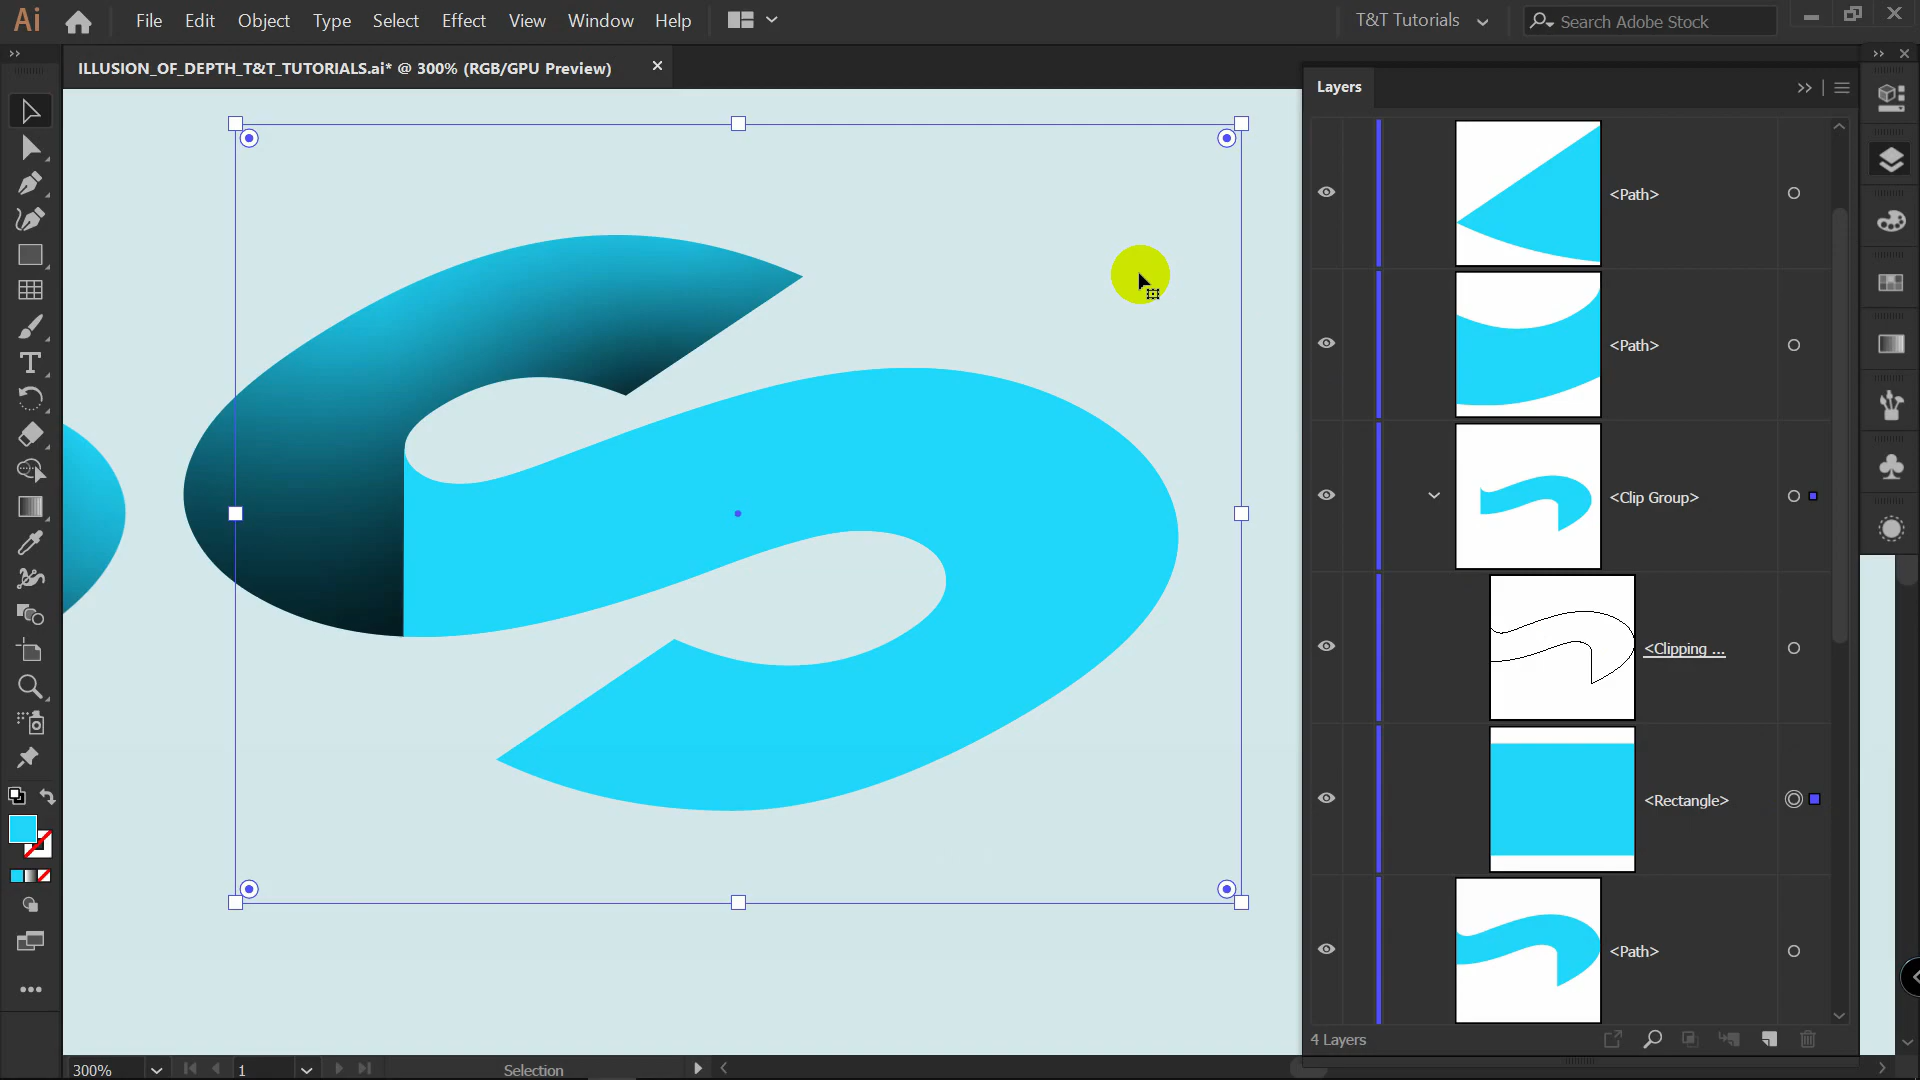 Ai File Edit Object Type Select Effect View Window Help T&T Tutorials Search Adobe Stock
ILLUSION_OF_DEPTH_T&T_TUTORIALS.ai* @ 300% (RGB/GPU Preview)
Layers
<Path>
<Path>
<Clip Group>
<Clipping ...
<Rectangle>
<Path>
4 Layers
300% 1 Selection